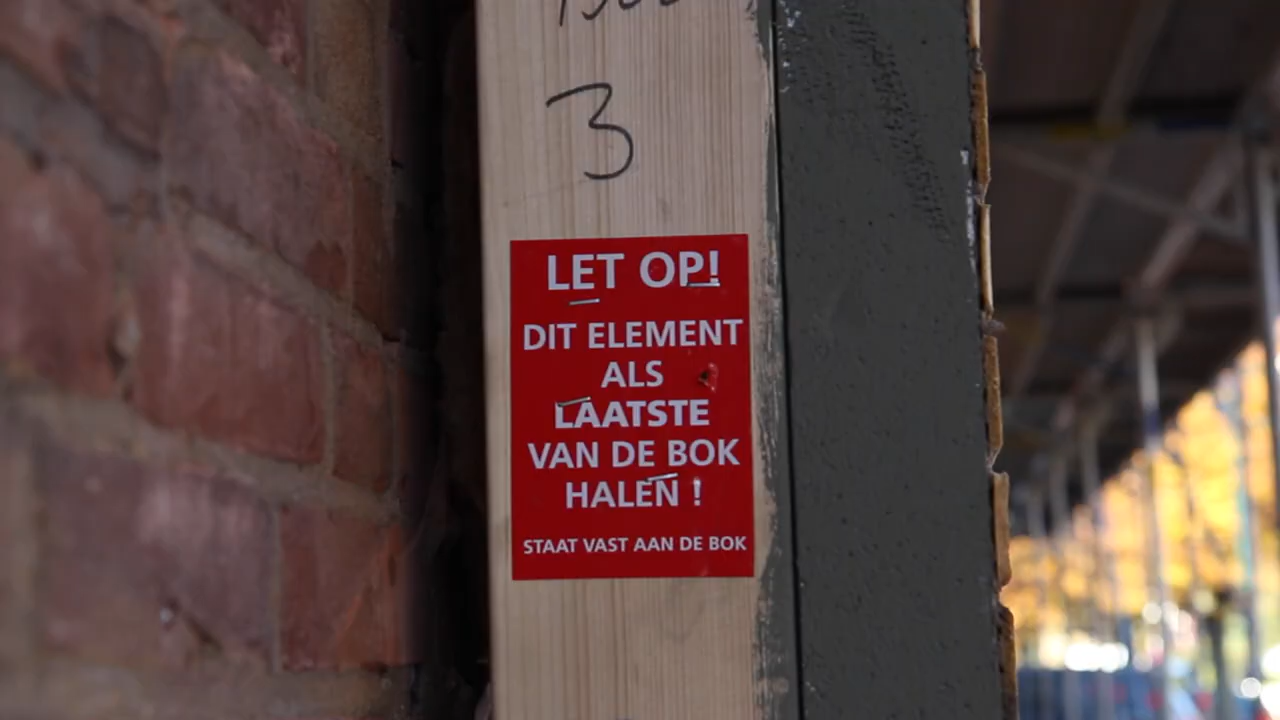 3
LET OP!
DIT ELEMENT
ALS
LAATSTE
VAN DE BOK
HALEN !
STAAT VAST AAN DE BOK